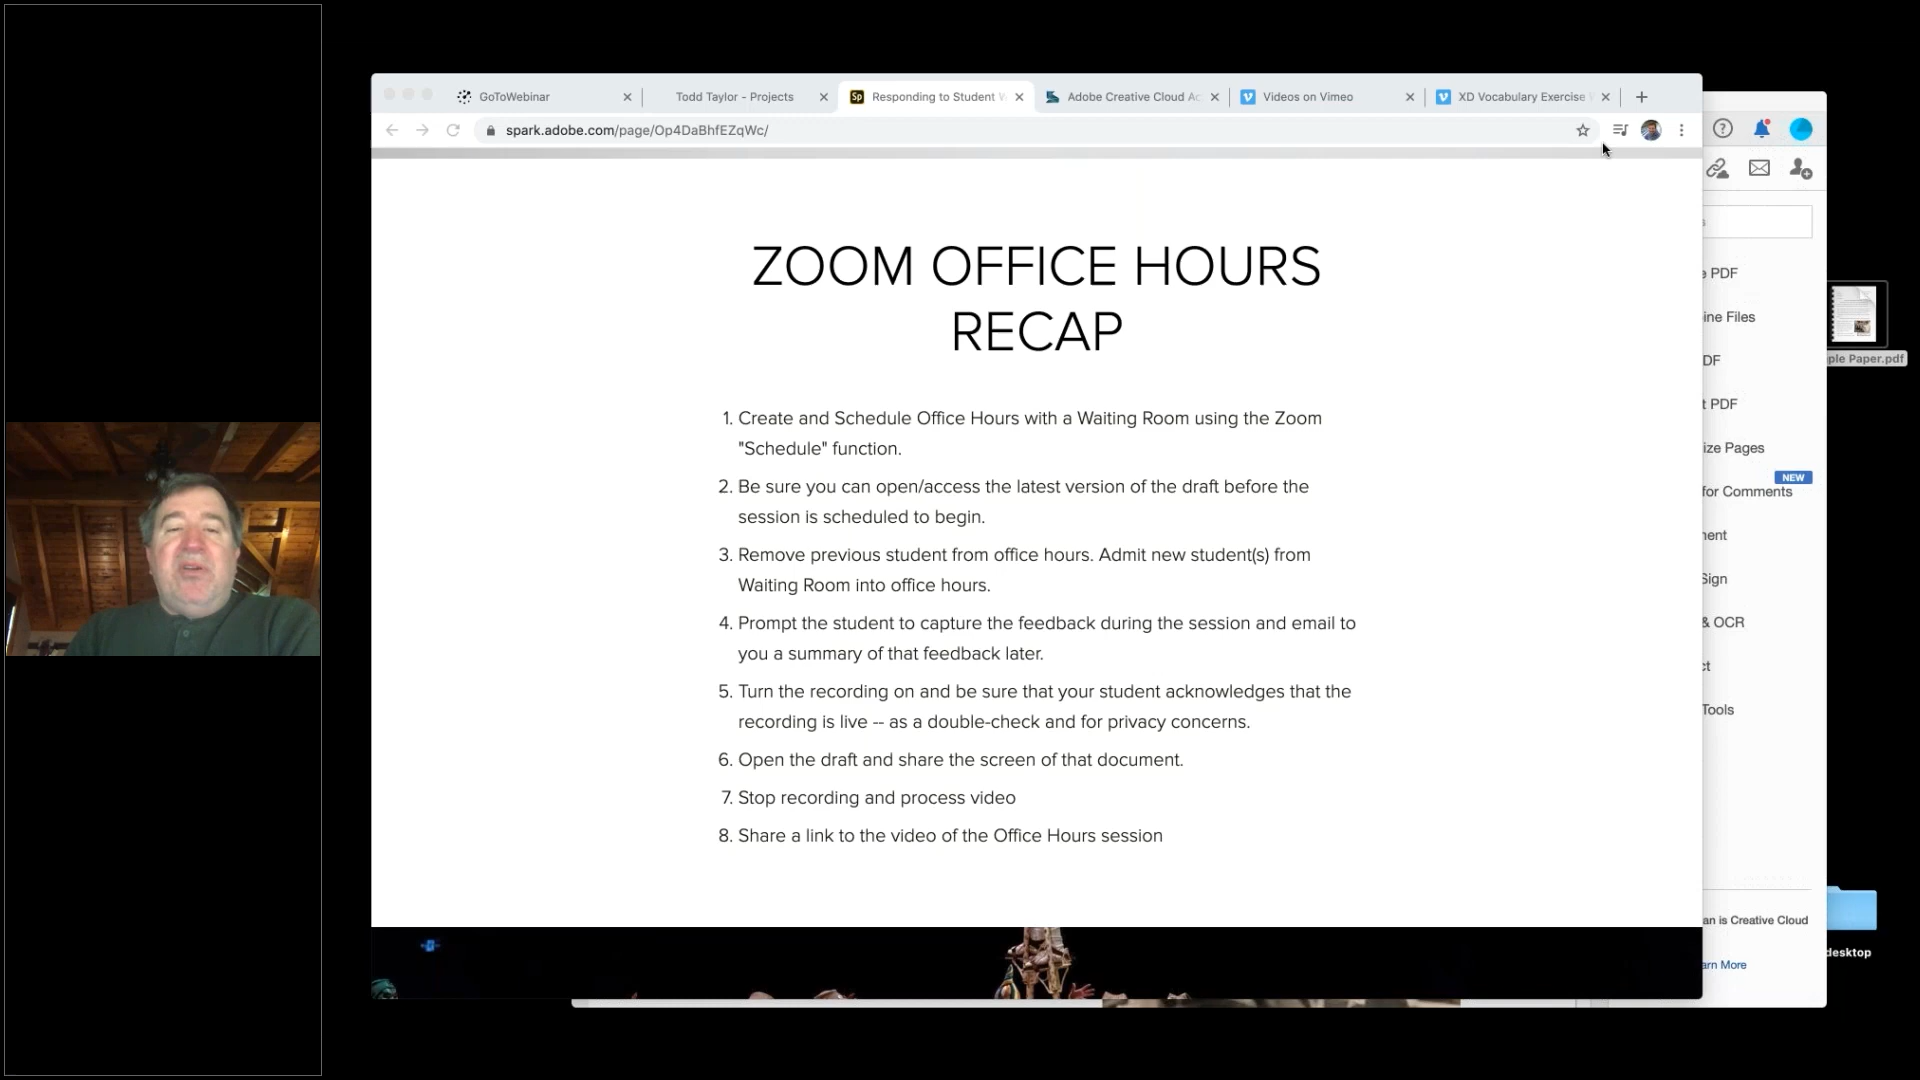 GoToWebinar
Todd Taylor - Projects
Responding to Student
Adobe Creative Cloud
Videos on Vimeo
XD Vocabulary Exercise
spark.adobe.com/page/Op4DaBhfEZqWc/
ZOOM OFFICE HOURS
RECAP
1. Create and Schedule Office Hours with a Waiting Room using the Zoom
"Schedule" function.
2. Be sure you can open/access the latest version of the draft before the
session is scheduled to begin.
3. Remove previous student from office hours. Admit new student(s) from
Waiting Room into office hours.
4. Prompt the student to capture the feedback during the session and email to
you a summary of that feedback later.
5. Turn the recording on and be sure that your student acknowledges that the
recording is live -- as a double-check and for privacy concerns.
6. Open the draft and share the screen of that document.
7. Stop recording and process video
8. Share a link to the video of the Office Hours session
PDF
Files
PDF
Pages
NEW
for Comments
Sign
& OCR
Tools
is Creative Cloud
More
Paper.pdf
desktop